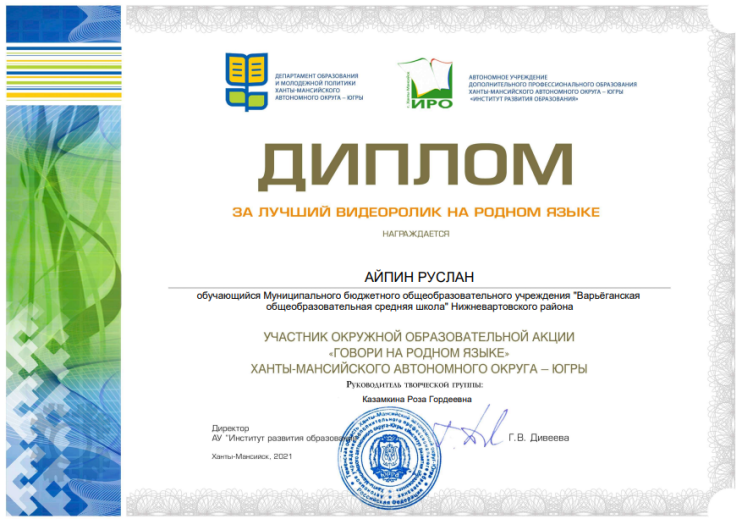 ДЕПАРТАМЕНТ ОБРАЗОВАНИЯ
И МОЛОДЕЖНОЙ ПОЛИТИКИ
ХАНТЫ-МАНСИЙСКОГО
АВТОНОМНОГО ОКРУГА – ЮГРЫ
ИРО
АВТОНОМНОЕ УЧРЕЖДЕНИЕ
ДОПОЛНИТЕЛЬНОГО ПРОФЕССИОНАЛЬНОГО ОБРАЗОВАНИЯ
ХАНТЫ-МАНСИЙСКОГО АВТОНОМНОГО ОКРУГА – ЮГРЫ
«ИНСТИТУТ РАЗВИТИЯ ОБРАЗОВАНИЯ»
ДИПЛОМ
ЗА ЛУЧШИЙ ВИДЕОРОЛИК НА РОДНОМ ЯЗЫКЕ
НАГРАЖДАЕТСЯ
АЙПИН РУСЛАН
обучающийся Муниципального бюджетного общеобразовательного учреждения "Варьёганская
общеобразовательная средняя школа" Нижневартовского района
УЧАСТНИК ОКРУЖНОЙ ОБРАЗОВАТЕЛЬНОЙ АКЦИИ
«ГОВОРИ НА РОДНОМ ЯЗЫКЕ»
ХАНТЫ-МАНСИЙСКОГО АВТОНОМНОГО ОКРУГА – ЮГРЫ
Руководитель творческой группы:
Казамкина Роза Гордеевна
Директор
АУ "Институт развития образования"
Г.В. Дивеева
Ханты-Мансийск, 2021